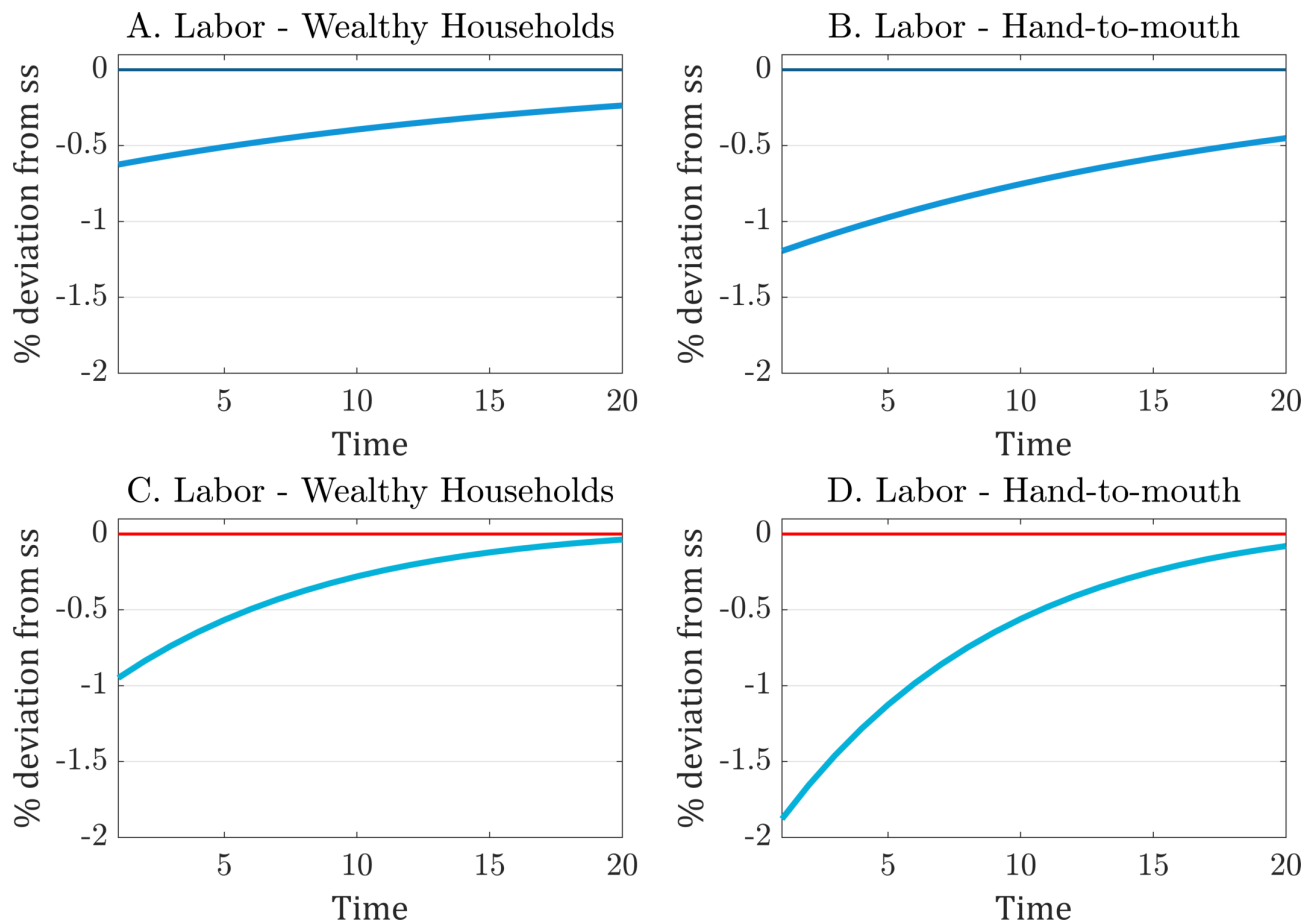 A. Labor - Wealthy Households
% deviation from ss
0
-0.5
-1
-1.5
-2
5 10 15 20
Time
B. Labor - Hand-to-mouth
% deviation from ss
0
-0.5
-1
-1.5
-2
5 10 15 20
Time
C. Labor - Wealthy Households
% deviation from ss
0
-0.5
-1
-1.5
-2
5 10 15 20
Time
D. Labor - Hand-to-mouth
% deviation from ss
0
-0.5
-1
-1.5
-2
5 10 15 20
Time